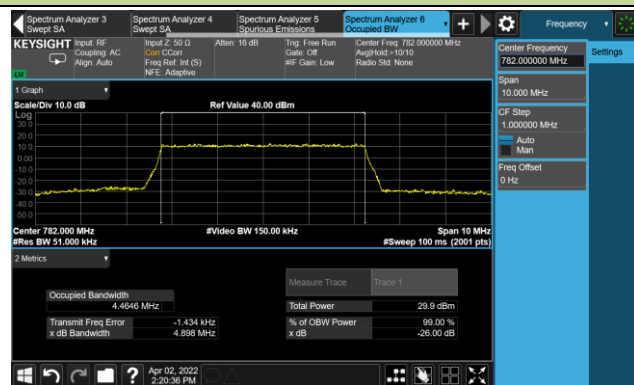 Spectrum Analyzer 3
Swept SA
Spectrum Analyzer 4
Swept SA
Spectrum Analyzer 5
Spurious Emissions
Spectrum Analyzer 6
Occupied BW
Frequency
KEYSIGHT
Input: RF
Coupling: AC
Align: Auto
Input Z: 50 Ω
Corr CCorr
Freq Ref: Int (S)
NFE: Adaptive
Atten: 16 dB
Trig: Free Run
Gate: Off
#IF Gain: Low
Center Freq: 782.000000 MHz
Avg|Hold:>10/10
Radio Std: None
Center Frequency
782.000000 MHz
Settings
Span
10.000 MHz
CF Step
1.000000 MHz
Auto
Man
Freq Offset
0 Hz
1 Graph
Scale/Div 10.0 dB
Ref Value 40.00 dBm
Log
30.0
20.0
10.0
0.00
-10.0
-20.0
-30.0
-40.0
-50.0
Center 782.000 MHz
#Video BW 150.00 kHz
Span 10 MHz
#Res BW 51.000 kHz
#Sweep 100 ms (2001 pts)
2 Metrics
Measure Trace
Trace 1
Occupied Bandwidth
4.4646 MHz
Total Power
29.9 dBm
Transmit Freq Error
-1.434 kHz
% of OBW Power
99.00 %
x dB Bandwidth
4.898 MHz
x dB
-26.00 dB
Apr 02, 2022
2:20:36 PM